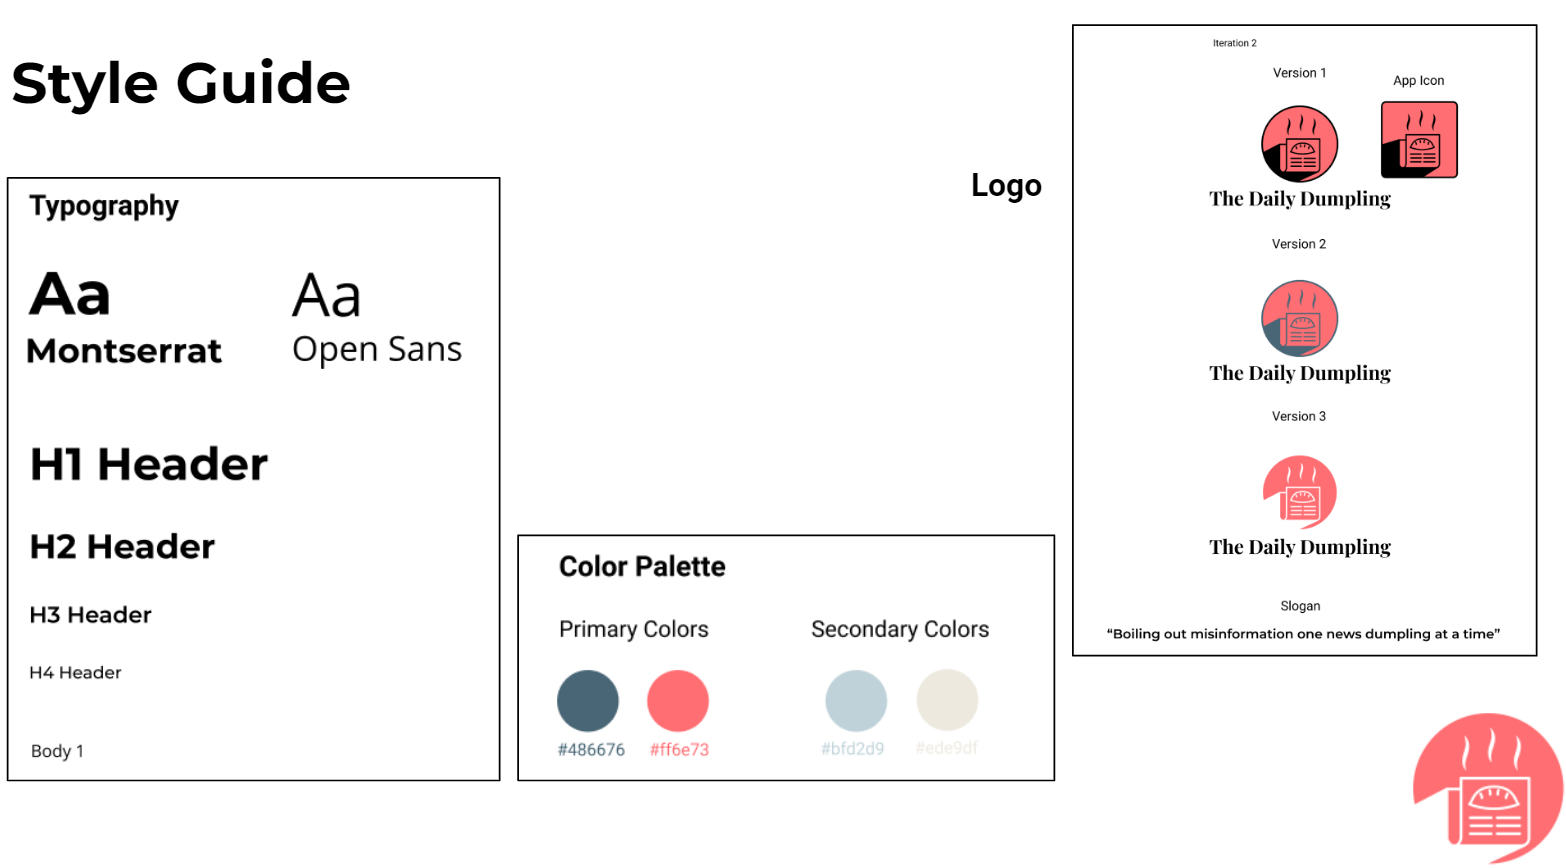 Style Guide
Typography
Aa
Montserrat
Aa
Open Sans
H1 Header
H2 Header
H3 Header
H4 Header
Body 1
Color Palette
Primary Colors
#486676
#ff6e73
Secondary Colors
#bfd2d9
#ede9df
Logo
Iteration 2
Version 1
App Icon
The Daily Dumpling
Version 2
The Daily Dumpling
Version 3
The Daily Dumpling
Slogan
“Boiling out misinformation one news dumpling at a time”